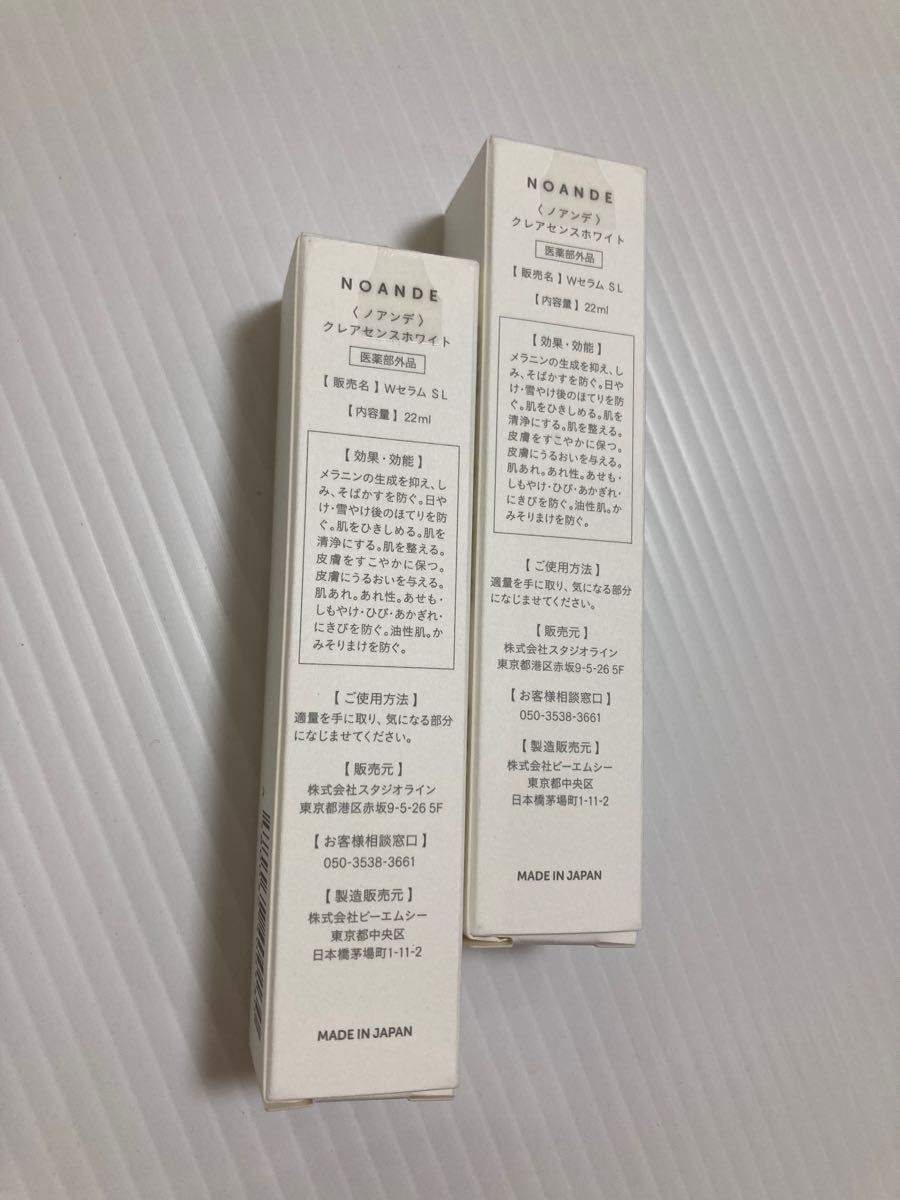 NOANDE
〈ノアンデ〉
クレアセンスホワイト
医薬部外品
【販売名】Wセラム SL
【内容量】22ml
【効果・効能】
メラニンの生成を抑え、し
み、そばかすを防ぐ。日や
け・雪やけ後のほてりを防
ぐ。肌をひきしめる。肌を
清浄にする。肌を整える。
皮膚をすこやかに保つ。
皮膚にうるおいを与える。
肌あれ。あれ性。あせも・
しもやけ・ひび・あかぎれ・
にきびを防ぐ。油性肌。か
みそりまけを防ぐ。
【ご使用方法】
適量を手に取り、気になる部分
になじませてください。
【販売元】
株式会社スタジオライン
東京都港区赤坂9-5-26 5F
【お客様相談窓口】
050-3538-3661
【製造販売元】
株式会社ビーエムシー
東京都中央区
日本橋茅場町1-11-2
MADE IN JAPAN
NOANDE
〈ノアンデ〉
クレアセンスホワイト
医薬部外品
【販売名】Wセラム SL
【内容量】22ml
【効果・効能】
メラニンの生成を抑え、し
み、そばかすを防ぐ。日や
け・雪やけ後のほてりを防
ぐ。肌をひきしめる。肌を
清浄にする。肌を整える。
皮膚をすこやかに保つ。
皮膚にうるおいを与える。
肌あれ。あれ性。あせも・
しもやけ・ひび・あかぎれ・
にきびを防ぐ。油性肌。か
みそりまけを防ぐ。
【ご使用方法】
適量を手に取り、気になる部分
になじませてください。
【販売元】
株式会社スタジオライン
東京都港区赤坂9-5-26 5F
【お客様相談窓口】
050-3538-3661
【製造販売元】
株式会社ビーエムシー
東京都中央区
日本橋茅場町1-11-2
MADE IN JAPAN